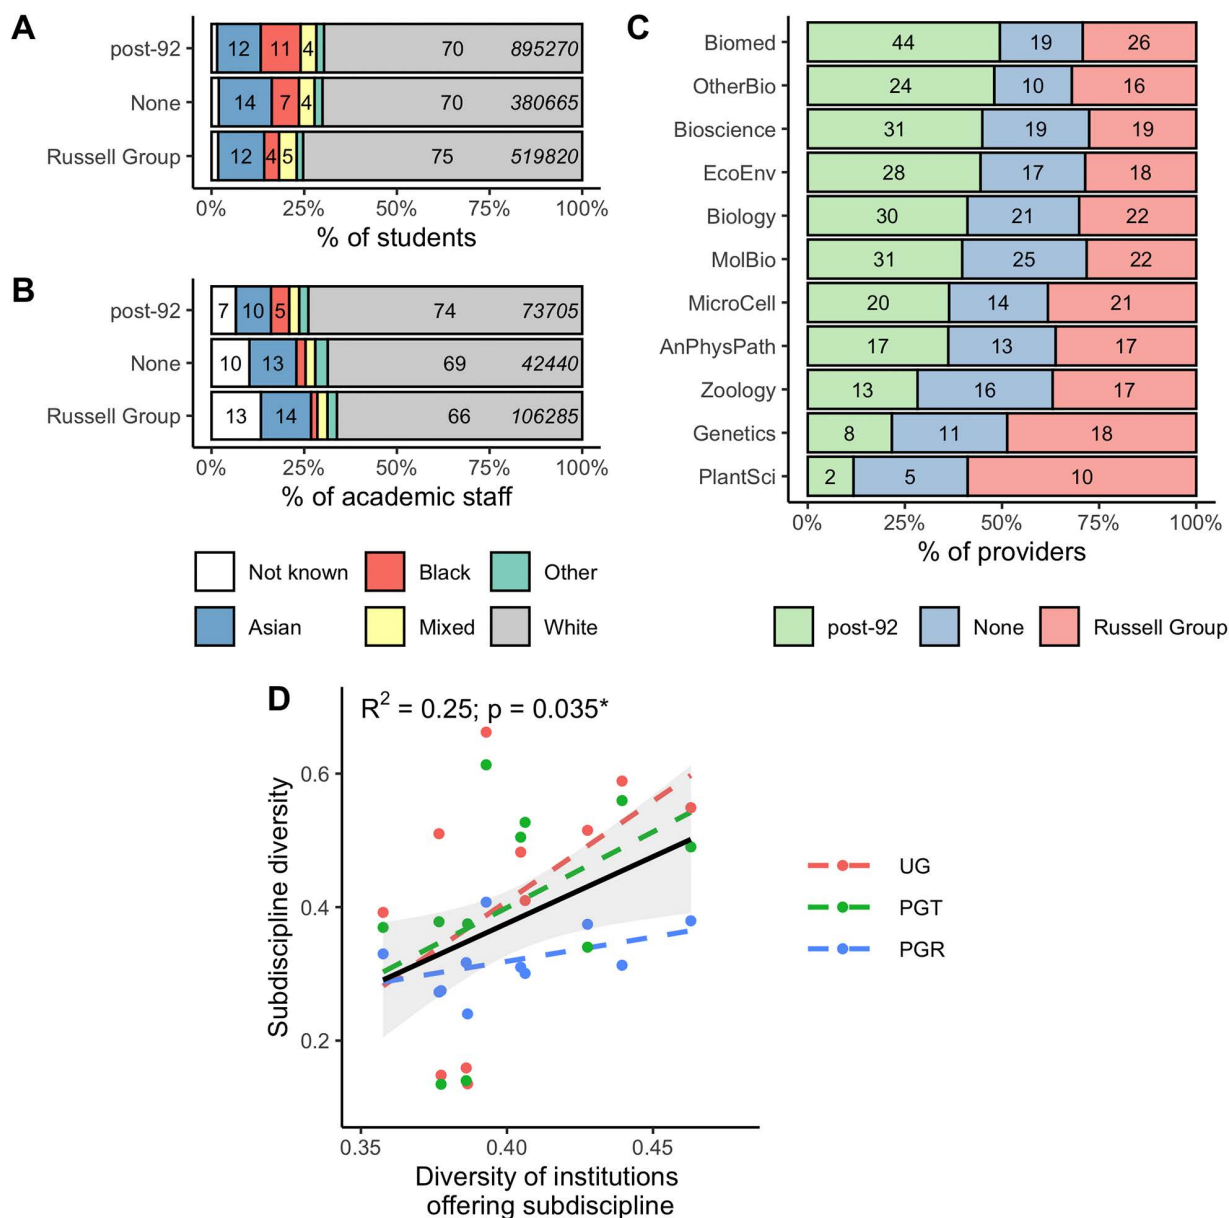 A
post-92
12
11
4
70
895270
None
14
7
4
70
380665
Russell Group
12
4
5
75
519820
0%
25%
50%
75%
100%
% of students
B
post-92
7
10
5
74
73705
None
10
13
69
42440
Russell Group
13
14
66
106285
0%
25%
50%
75%
100%
% of academic staff
Not known
Black
Other
Asian
Mixed
White
C
Biomed
44
19
26
OtherBio
24
10
16
Bioscience
31
19
19
EcoEnv
28
17
18
Biology
30
21
22
MolBio
31
25
22
MicroCell
20
14
21
AnPhysPath
17
13
17
Zoology
13
16
17
Genetics
8
11
18
PlantSci
2
5
10
0%
25%
50%
75%
100%
% of providers
post-92
None
Russell Group
D
R² = 0.25; p = 0.035*
Subdiscipline diversity
0.6
0.4
0.2
0.35
0.40
0.45
Diversity of institutions
offering subdiscipline
UG
PGT
PGR